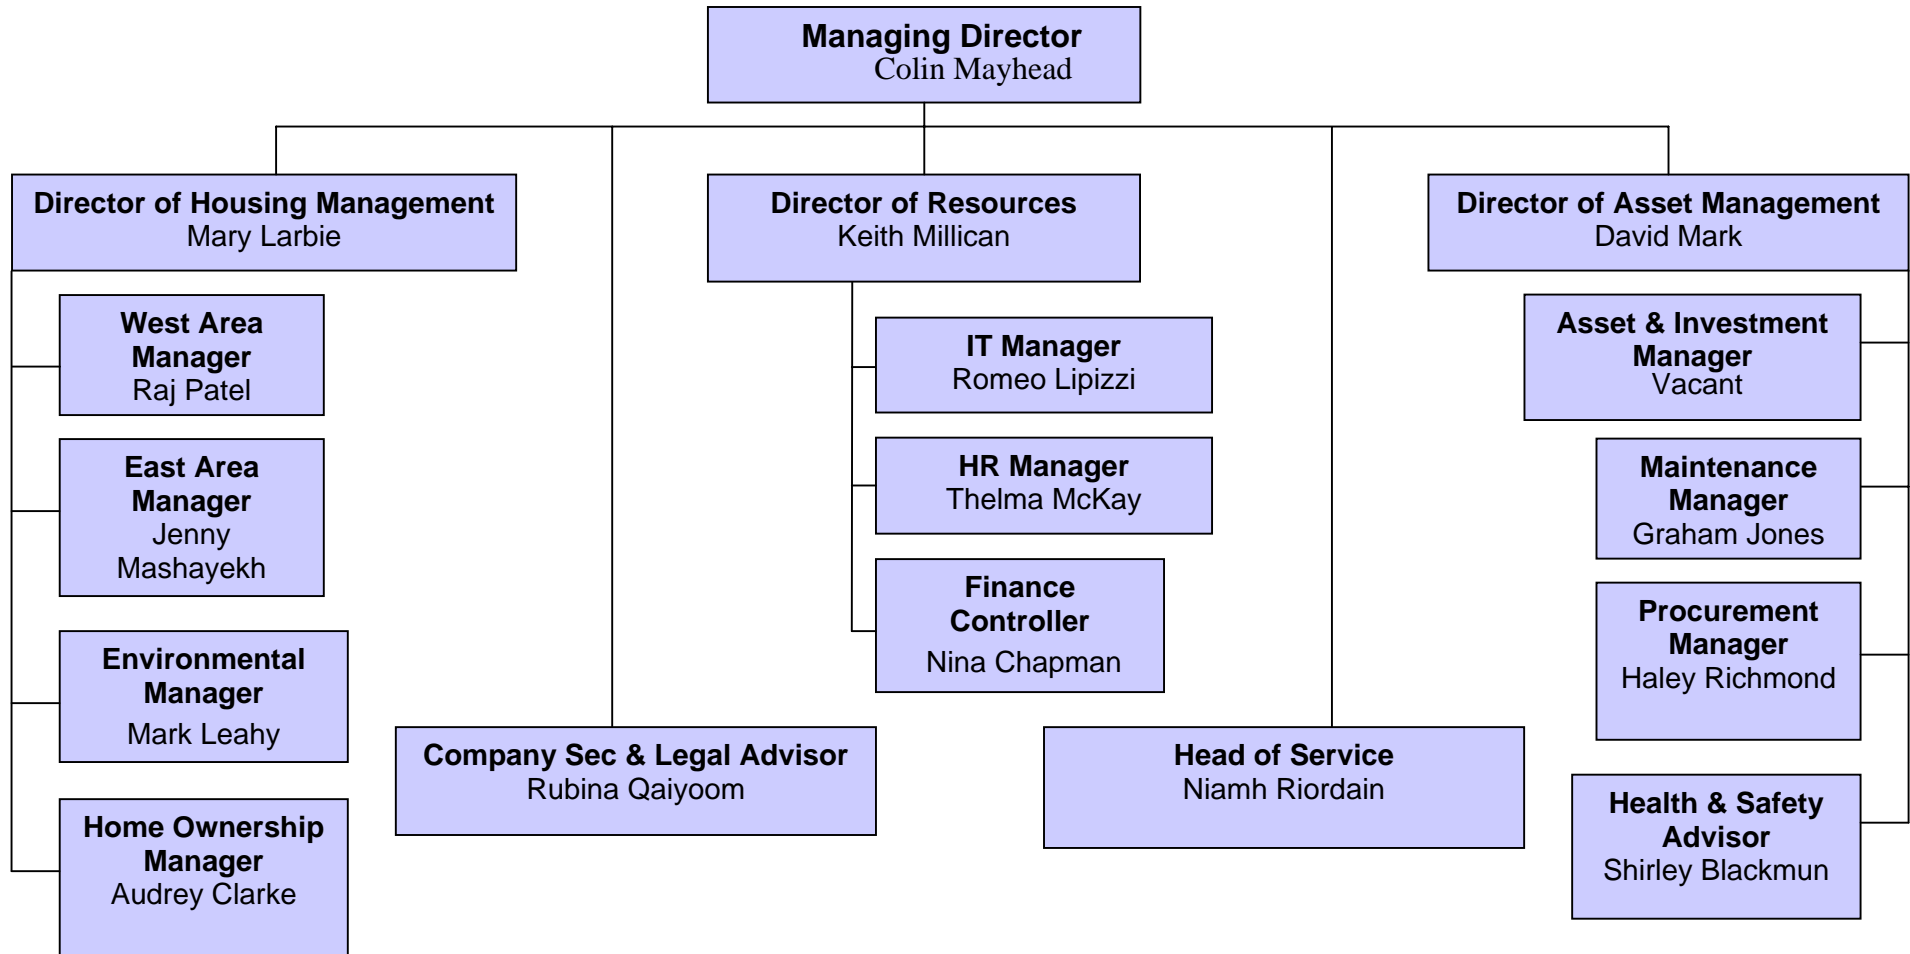 Managing Director
Colin Mayhead
Director of Housing Management
Mary Larbie
Director of Resources
Keith Millican
Director of Asset Management
David Mark
West Area
Manager
Raj Patel
East Area
Manager
Jenny
Mashayekh
Environmental
Manager
Mark Leahy
Home Ownership
Manager
Audrey Clarke
Company Sec & Legal Advisor
Rubina Qaiyoom
IT Manager
Romeo Lipizzi
HR Manager
Thelma McKay
Finance
Controller
Nina Chapman
Head of Service
Niamh Riordain
Asset & Investment
Manager
Vacant
Maintenance
Manager
Graham Jones
Procurement
Manager
Haley Richmond
Health & Safety
Advisor
Shirley Blackmun